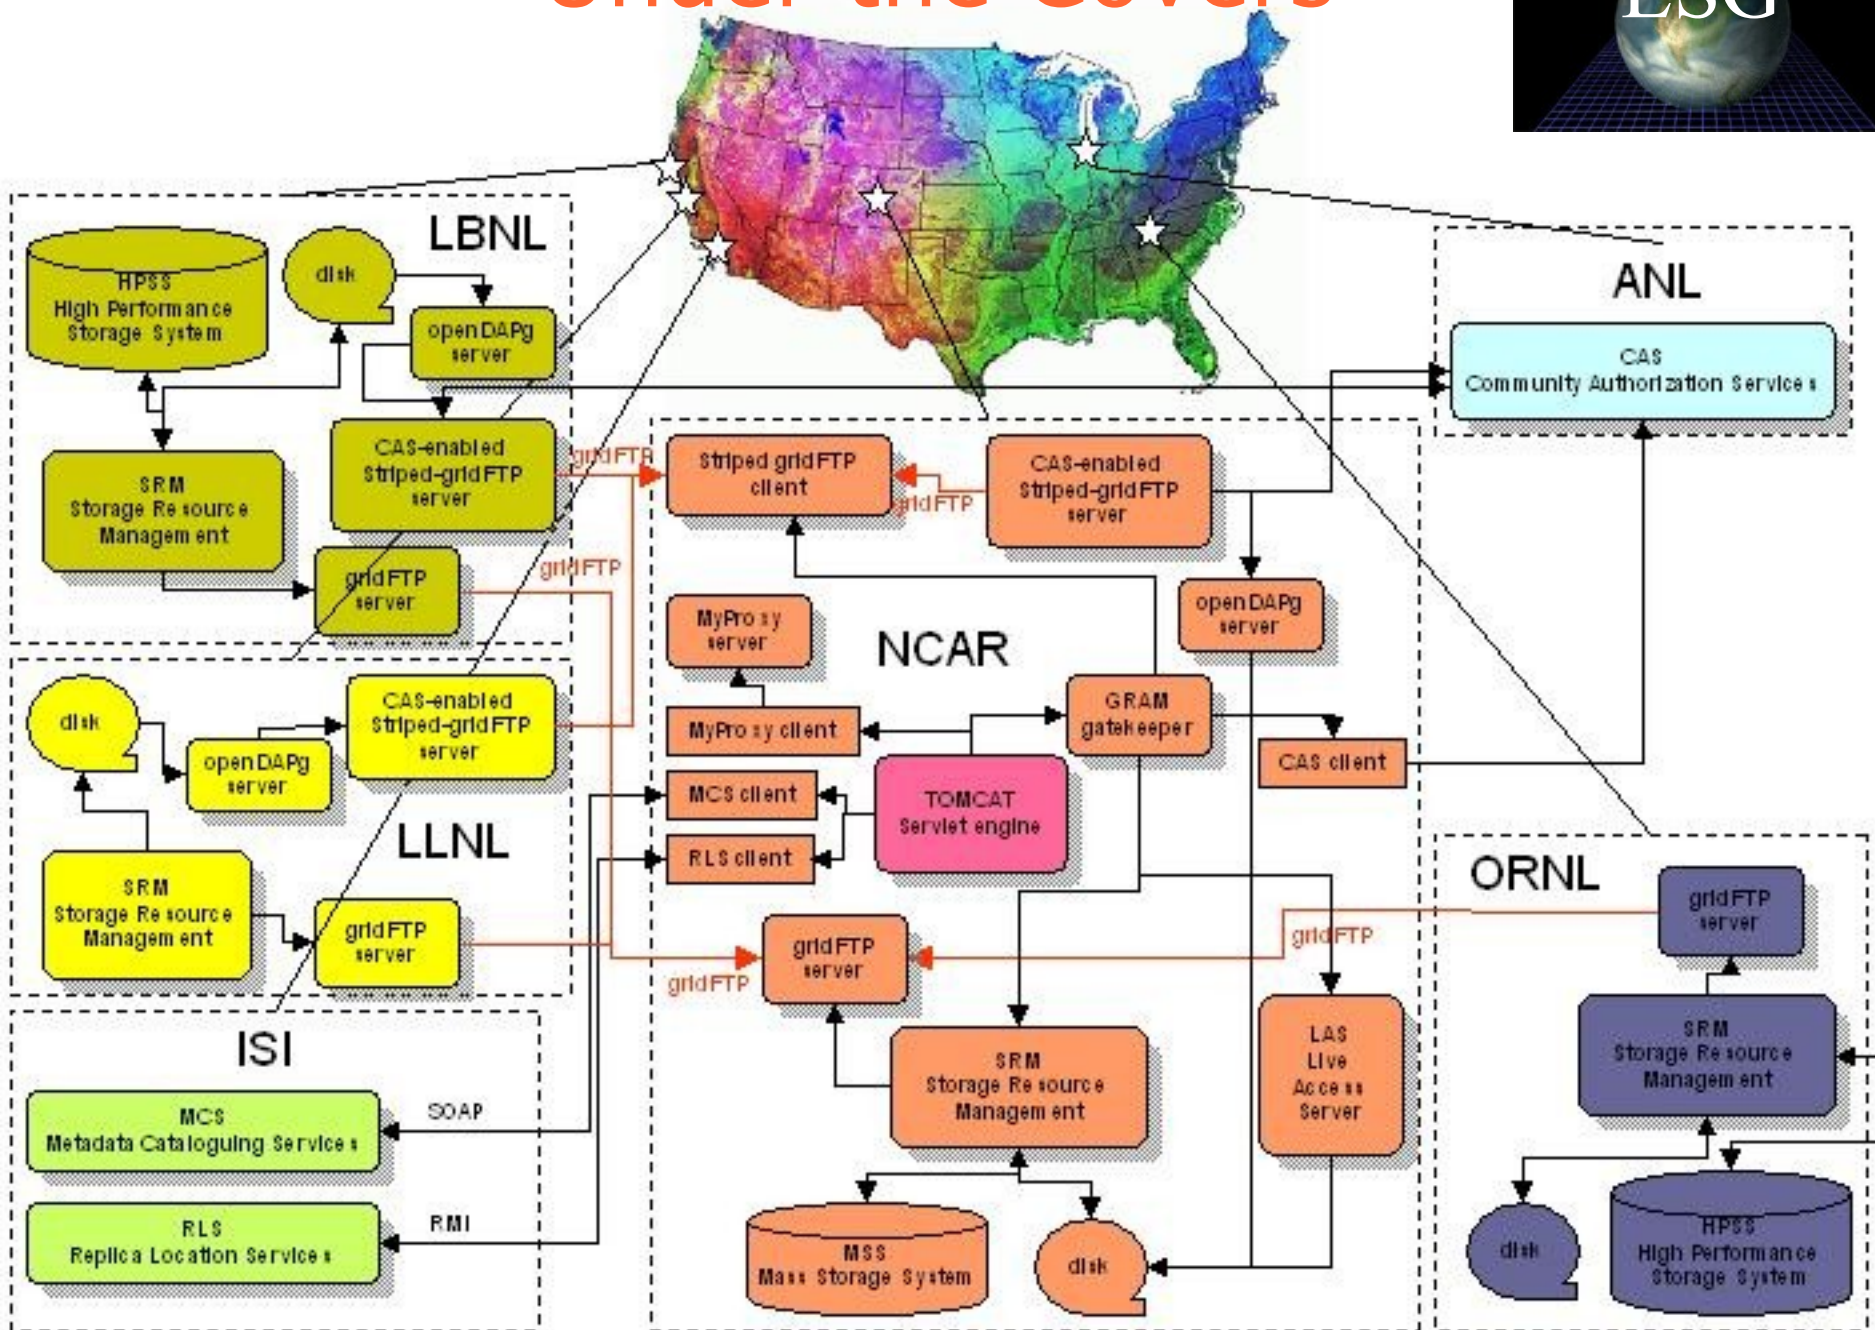 Under the Covers
ESG
LBNL
HPSS
High Performance
Storage System
disk
openDAPg
server
CAS-enabled
Striped-gridFTP
server
SRM
Storage Resource
Management
gridFTP
server
gridFTP
gridFTP
LLNL
disk
openDAPg
server
CAS-enabled
Striped-gridFTP
server
SRM
Storage Resource
Management
gridFTP
server
gridFTP
ISI
MCS
Metadata Cataloguing Services
SOAP
RLS
Replica Location Services
RMI
NCAR
Striped gridFTP
client
gridFTP
CAS-enabled
Striped-gridFTP
server
openDAPg
server
MyProxy
server
MyProxy client
GRAM
gatekeeper
CAS client
MCS client
RLS client
TOMCAT
Servlet engine
gridFTP
server
gridFTP
SRM
Storage Resource
Management
LAS
Live
Access
Server
MSS
Mass Storage System
disk
ANL
CAS
Community Authorization Services
ORNL
gridFTP
server
SRM
Storage Resource
Management
disk
HPSS
High Performance
Storage System